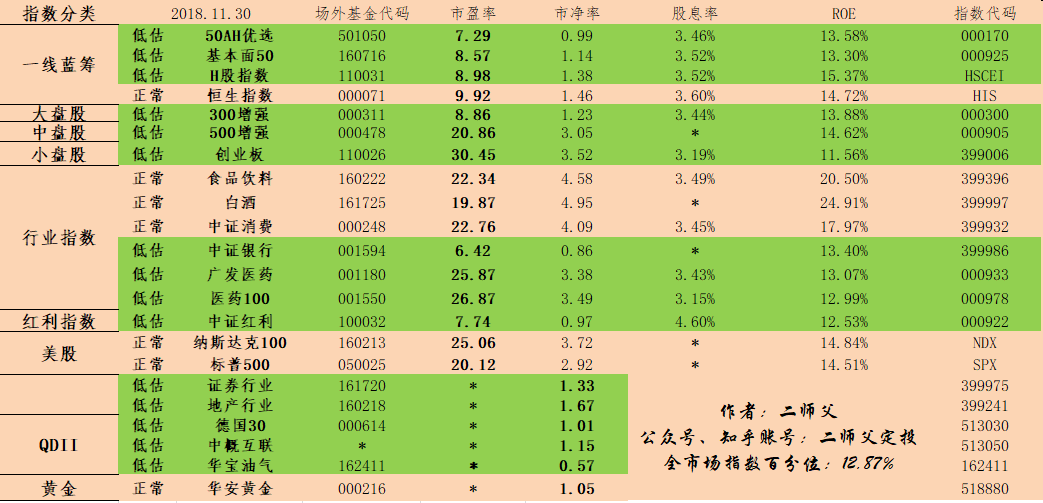 指数分类 2018.11.30 场外基金代码 市盈率 市净率 股息率 ROE 指数代码
一线蓝筹
低估 50AH优选 501050 7.29 0.99 3.46% 13.58% 000170
低估 基本面50 160716 8.57 1.14 3.52% 13.30% 000925
低估 H股指数 110031 8.98 1.38 3.52% 15.37% HSCEI
正常 恒生指数 000071 9.92 1.46 3.60% 14.72% HIS
大盘股 低估 300增强 000311 8.86 1.23 3.44% 13.88% 000300
中盘股 低估 500增强 000478 20.86 3.05 * 14.62% 000905
小盘股 低估 创业板 110026 30.45 3.52 3.19% 11.56% 399006
行业指数
正常 食品饮料 160222 22.34 4.58 3.49% 20.50% 399396
正常 白酒 161725 19.87 4.95 * 24.91% 399997
正常 中证消费 000248 22.76 4.09 3.45% 17.97% 399932
低估 中证银行 001594 6.42 0.86 * 13.40% 399986
低估 广发医药 001180 25.87 3.38 3.43% 13.07% 000933
低估 医药100 001550 26.87 3.49 3.15% 12.99% 000978
红利指数 低估 中证红利 100032 7.74 0.97 4.60% 12.53% 000922
美股
正常 纳斯达克100 160213 25.06 3.72 * 14.84% NDX
正常 标普500 050025 20.12 2.92 * 14.51% SPX
低估 证券行业 161720 * 1.33 399975
低估 地产行业 160218 * 1.67 399241
QDII
低估 德国30 000614 * 1.01 513030
低估 中概互联 * * 1.15 513050
低估 华宝油气 162411 * 0.57 162411
黄金 正常 华安黄金 000216 * 1.05 518880
作者：二师父
公众号、知乎账号：二师父定投
全市场指数百分位：12.87%